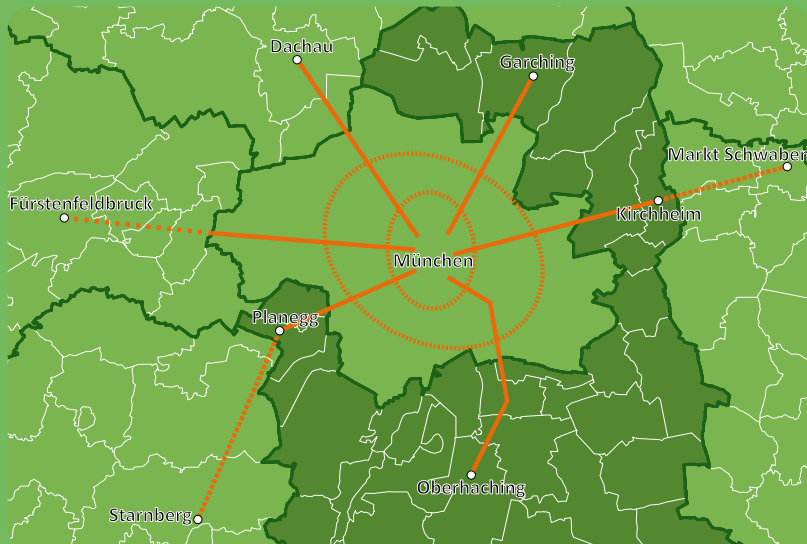 Dachau
Garching
Markt Schwaben
Fürstenfeldbruck
Kirchheim
München
Planegg
Oberhaching
Starnberg